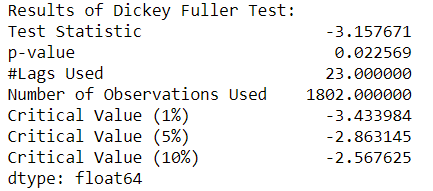 Results of Dickey Fuller Test:
Test Statistic -3.157671
p-value 0.022569
#Lags Used 23.000000
Number of Observations Used 1802.000000
Critical Value (1%) -3.433984
Critical Value (5%) -2.863145
Critical Value (10%) -2.567625
dtype: float64